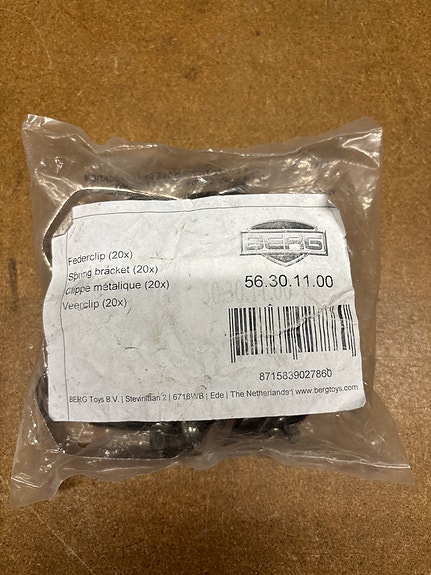 BERG
Federclip (20x)
Spring bracket (20x)
Clippe métalique (20x)
Veerclip (20x)
56.30.11.00
8715839027860
BERG Toys B.V. | Stevinlaan 2 | 6716WB | Ede | The Netherlands | www.bergtoys.com